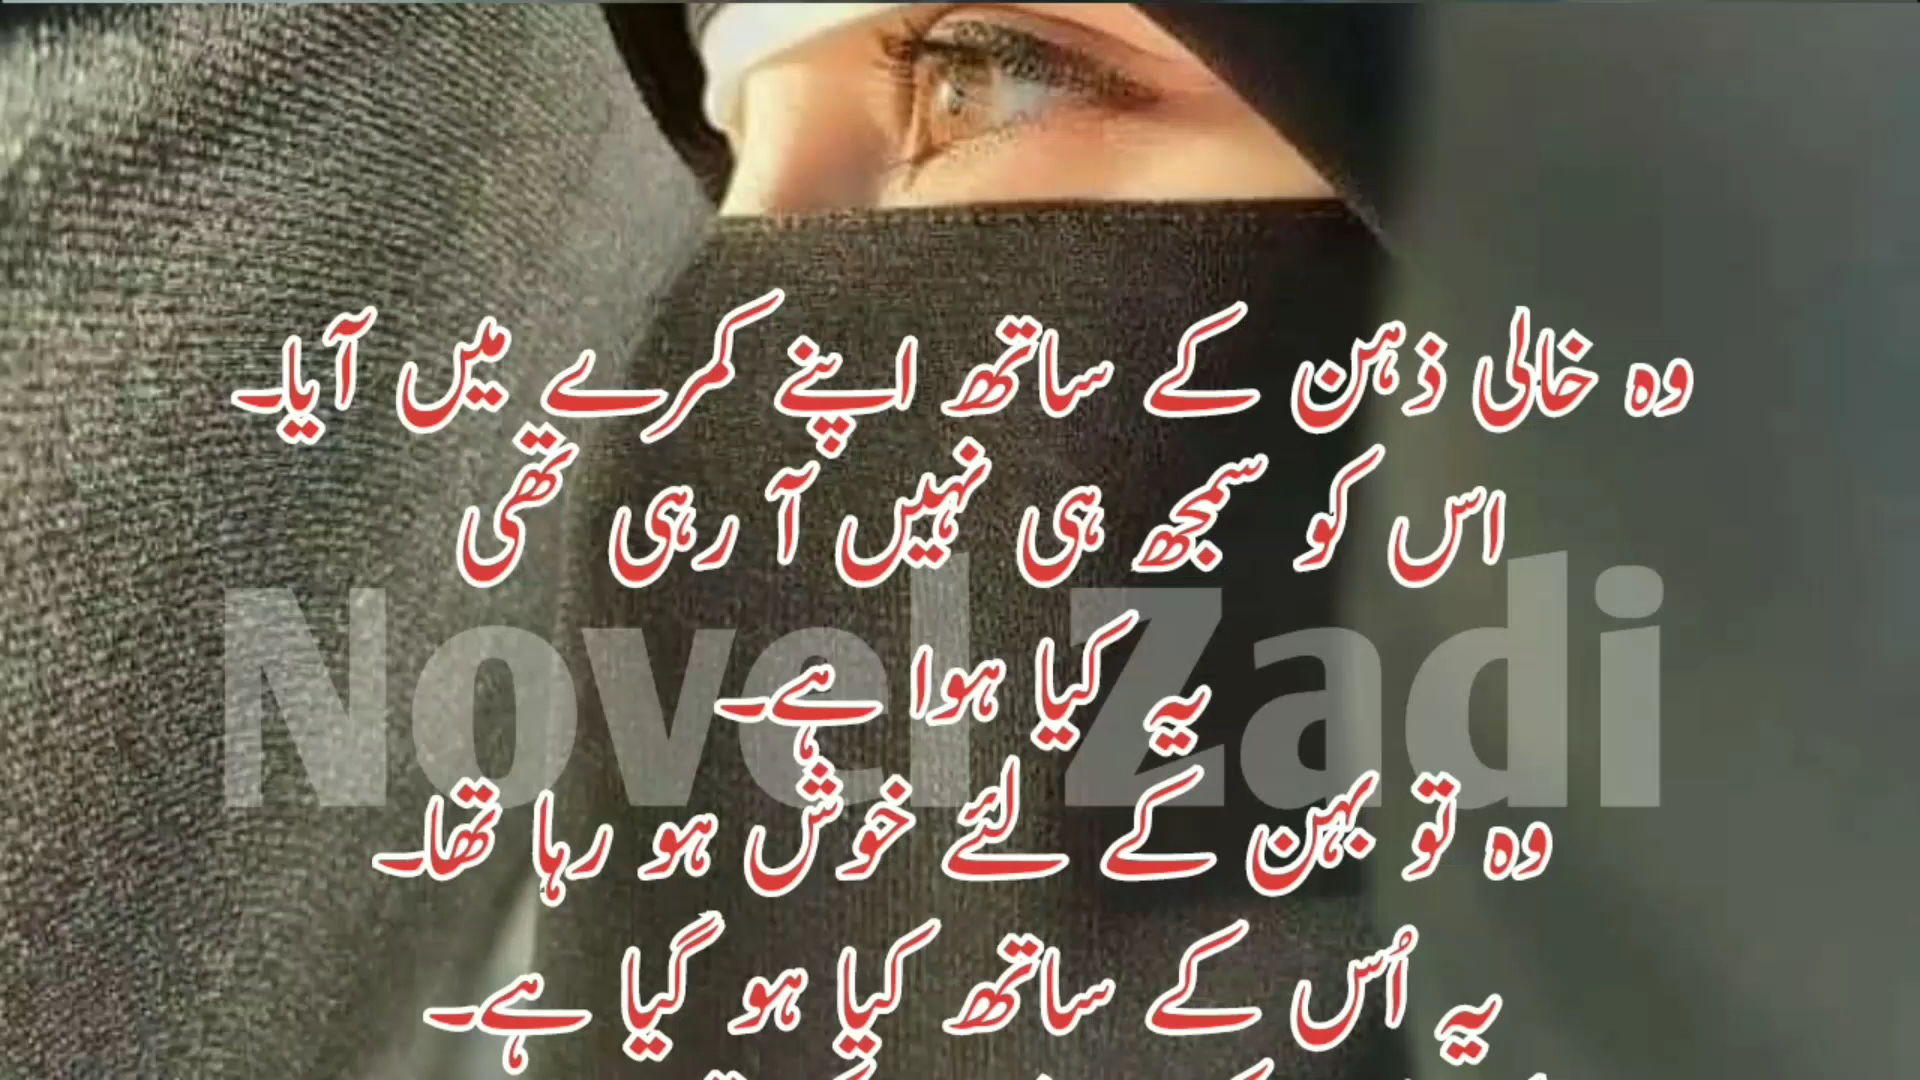 وہ خالی ذہن کے ساتھ اپنے کمرے میں آیا۔
اس کو سمجھ ہی نہیں آ رہی تھی
یہ کیا ہوا ہے۔
Novel Zadi
وہ تو بہن کے لئے خوش ہو رہا تھا۔
یہ اُس کے ساتھ کیا ہو گیا ہے۔